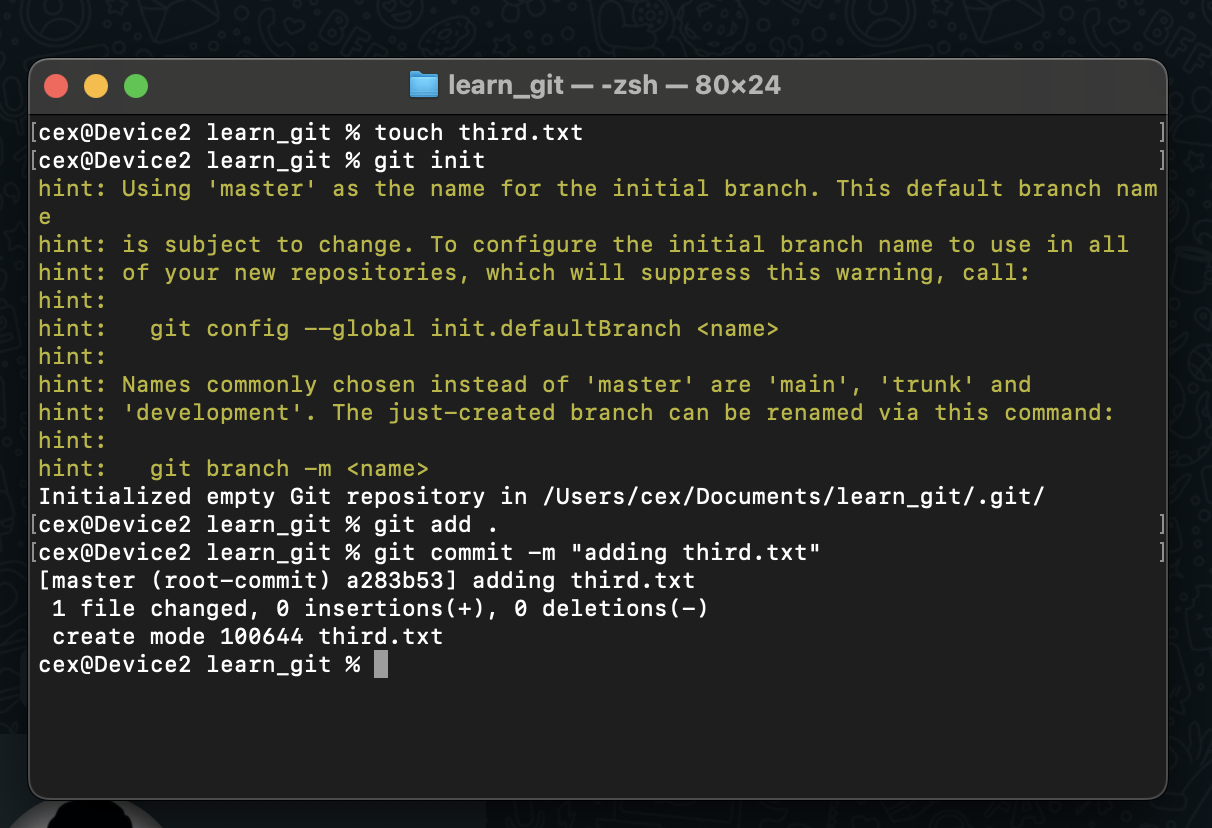 learn_git — -zsh — 80×24
[cex@Device2 learn_git % touch third.txt ]
[cex@Device2 learn_git % git init ]
hint: Using 'master' as the name for the initial branch. This default branch nam
e
hint: is subject to change. To configure the initial branch name to use in all
hint: of your new repositories, which will suppress this warning, call:
hint:
hint:   git config --global init.defaultBranch <name>
hint:
hint: Names commonly chosen instead of 'master' are 'main', 'trunk' and
hint: 'development'. The just-created branch can be renamed via this command:
hint:
hint:   git branch -m <name>
Initialized empty Git repository in /Users/cex/Documents/learn_git/.git/
[cex@Device2 learn_git % git add . ]
[cex@Device2 learn_git % git commit -m "adding third.txt" ]
[master (root-commit) a283b53] adding third.txt
 1 file changed, 0 insertions(+), 0 deletions(-)
 create mode 100644 third.txt
cex@Device2 learn_git %